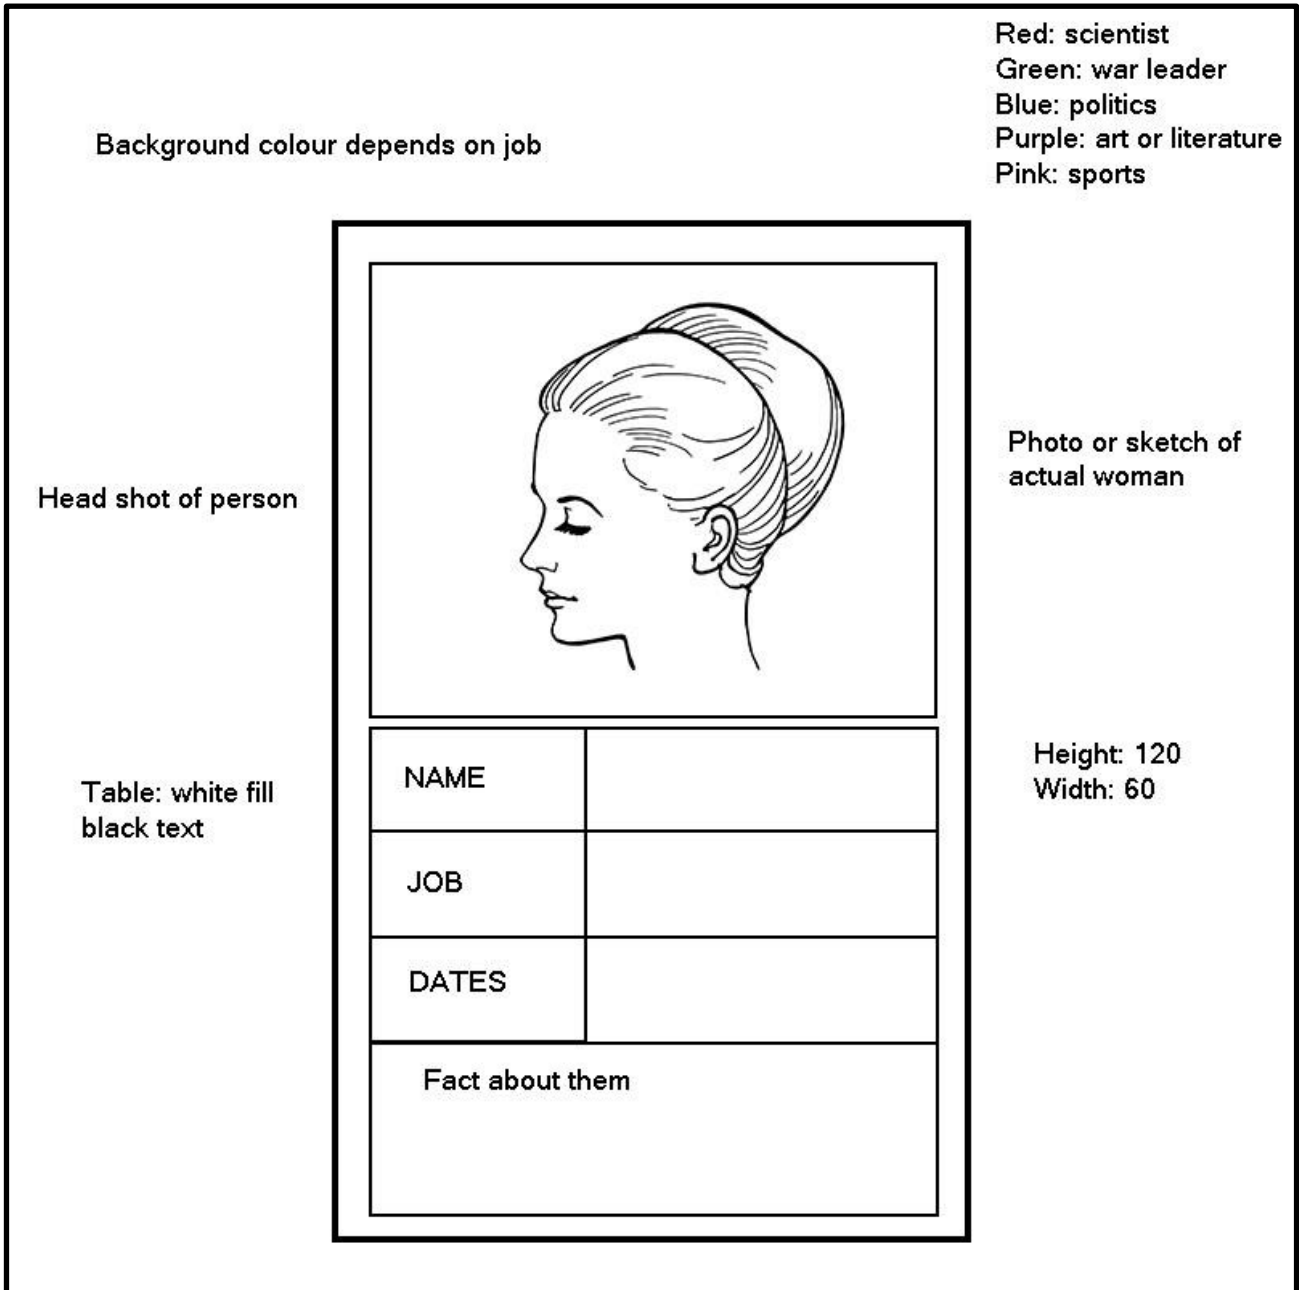 Red: scientist
Green: war leader
Blue: politics
Purple: art or literature
Pink: sports
Background colour depends on job
Head shot of person
Photo or sketch of
actual woman
Table: white fill
black text
Height: 120
Width: 60
NAME
JOB
DATES
Fact about them